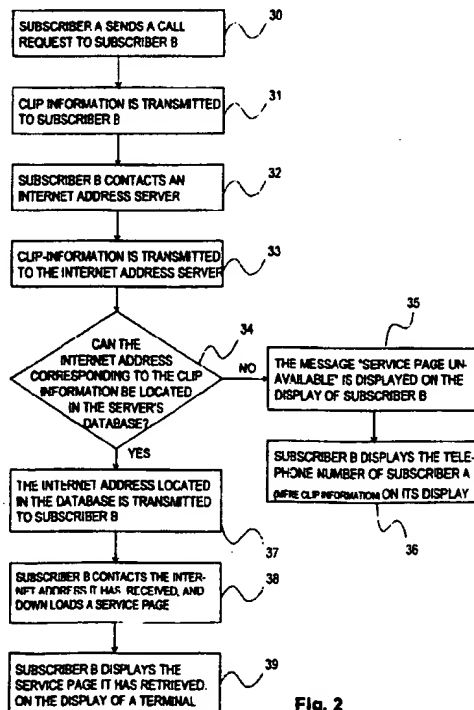 30
SUBSCRIBER A SENDS A CALL
REQUEST TO SUBSCRIBER B
31
CLIP INFORMATION IS TRANSMITTED
TO SUBSCRIBER B
32
SUBSCRIBER B CONTACTS AN
INTERNET ADDRESS SERVER
33
CLIP-INFORMATION IS TRANSMITTED
TO THE INTERNET ADDRESS SERVER
34
CAN THE
INTERNET ADDRESS
CORRESPONDING TO THE CLIP
INFORMATION BE LOCATED
IN THE SERVER'S
DATABASE?
NO
35
THE MESSAGE "SERVICE PAGE UN-
AVAILABLE" IS DISPLAYED ON THE
DISPLAY OF SUBSCRIBER B
SUBSCRIBER B DISPLAYS THE TELE-
PHONE NUMBER OF SUBSCRIBER A
(MERE CLIP INFORMATION) ON ITS DISPLAY
36
YES
THE INTERNET ADDRESS LOCATED
IN THE DATABASE IS TRANSMITTED
TO SUBSCRIBER B
37
38
SUBSCRIBER B CONTACTS THE INTER-
NET ADDRESS IT HAS RECEIVED, AND
DOWN LOADS A SERVICE PAGE
39
SUBSCRIBER B DISPLAYS THE
SERVICE PAGE IT HAS RETRIEVED,
ON THE DISPLAY OF A TERMINAL
Fig. 2